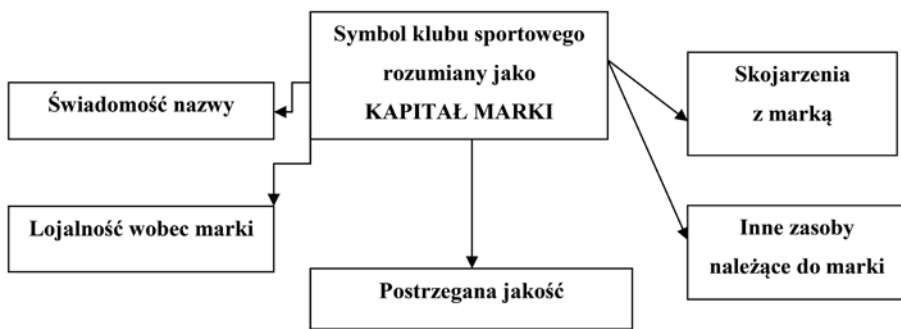 Symbol klubu sportowego
rozumiany jako
KAPITAŁ MARKI
Świadomość nazwy
Lojalność wobec marki
Postrzegana jakość
Skojarzenia
z marką
Inne zasoby
należące do marki